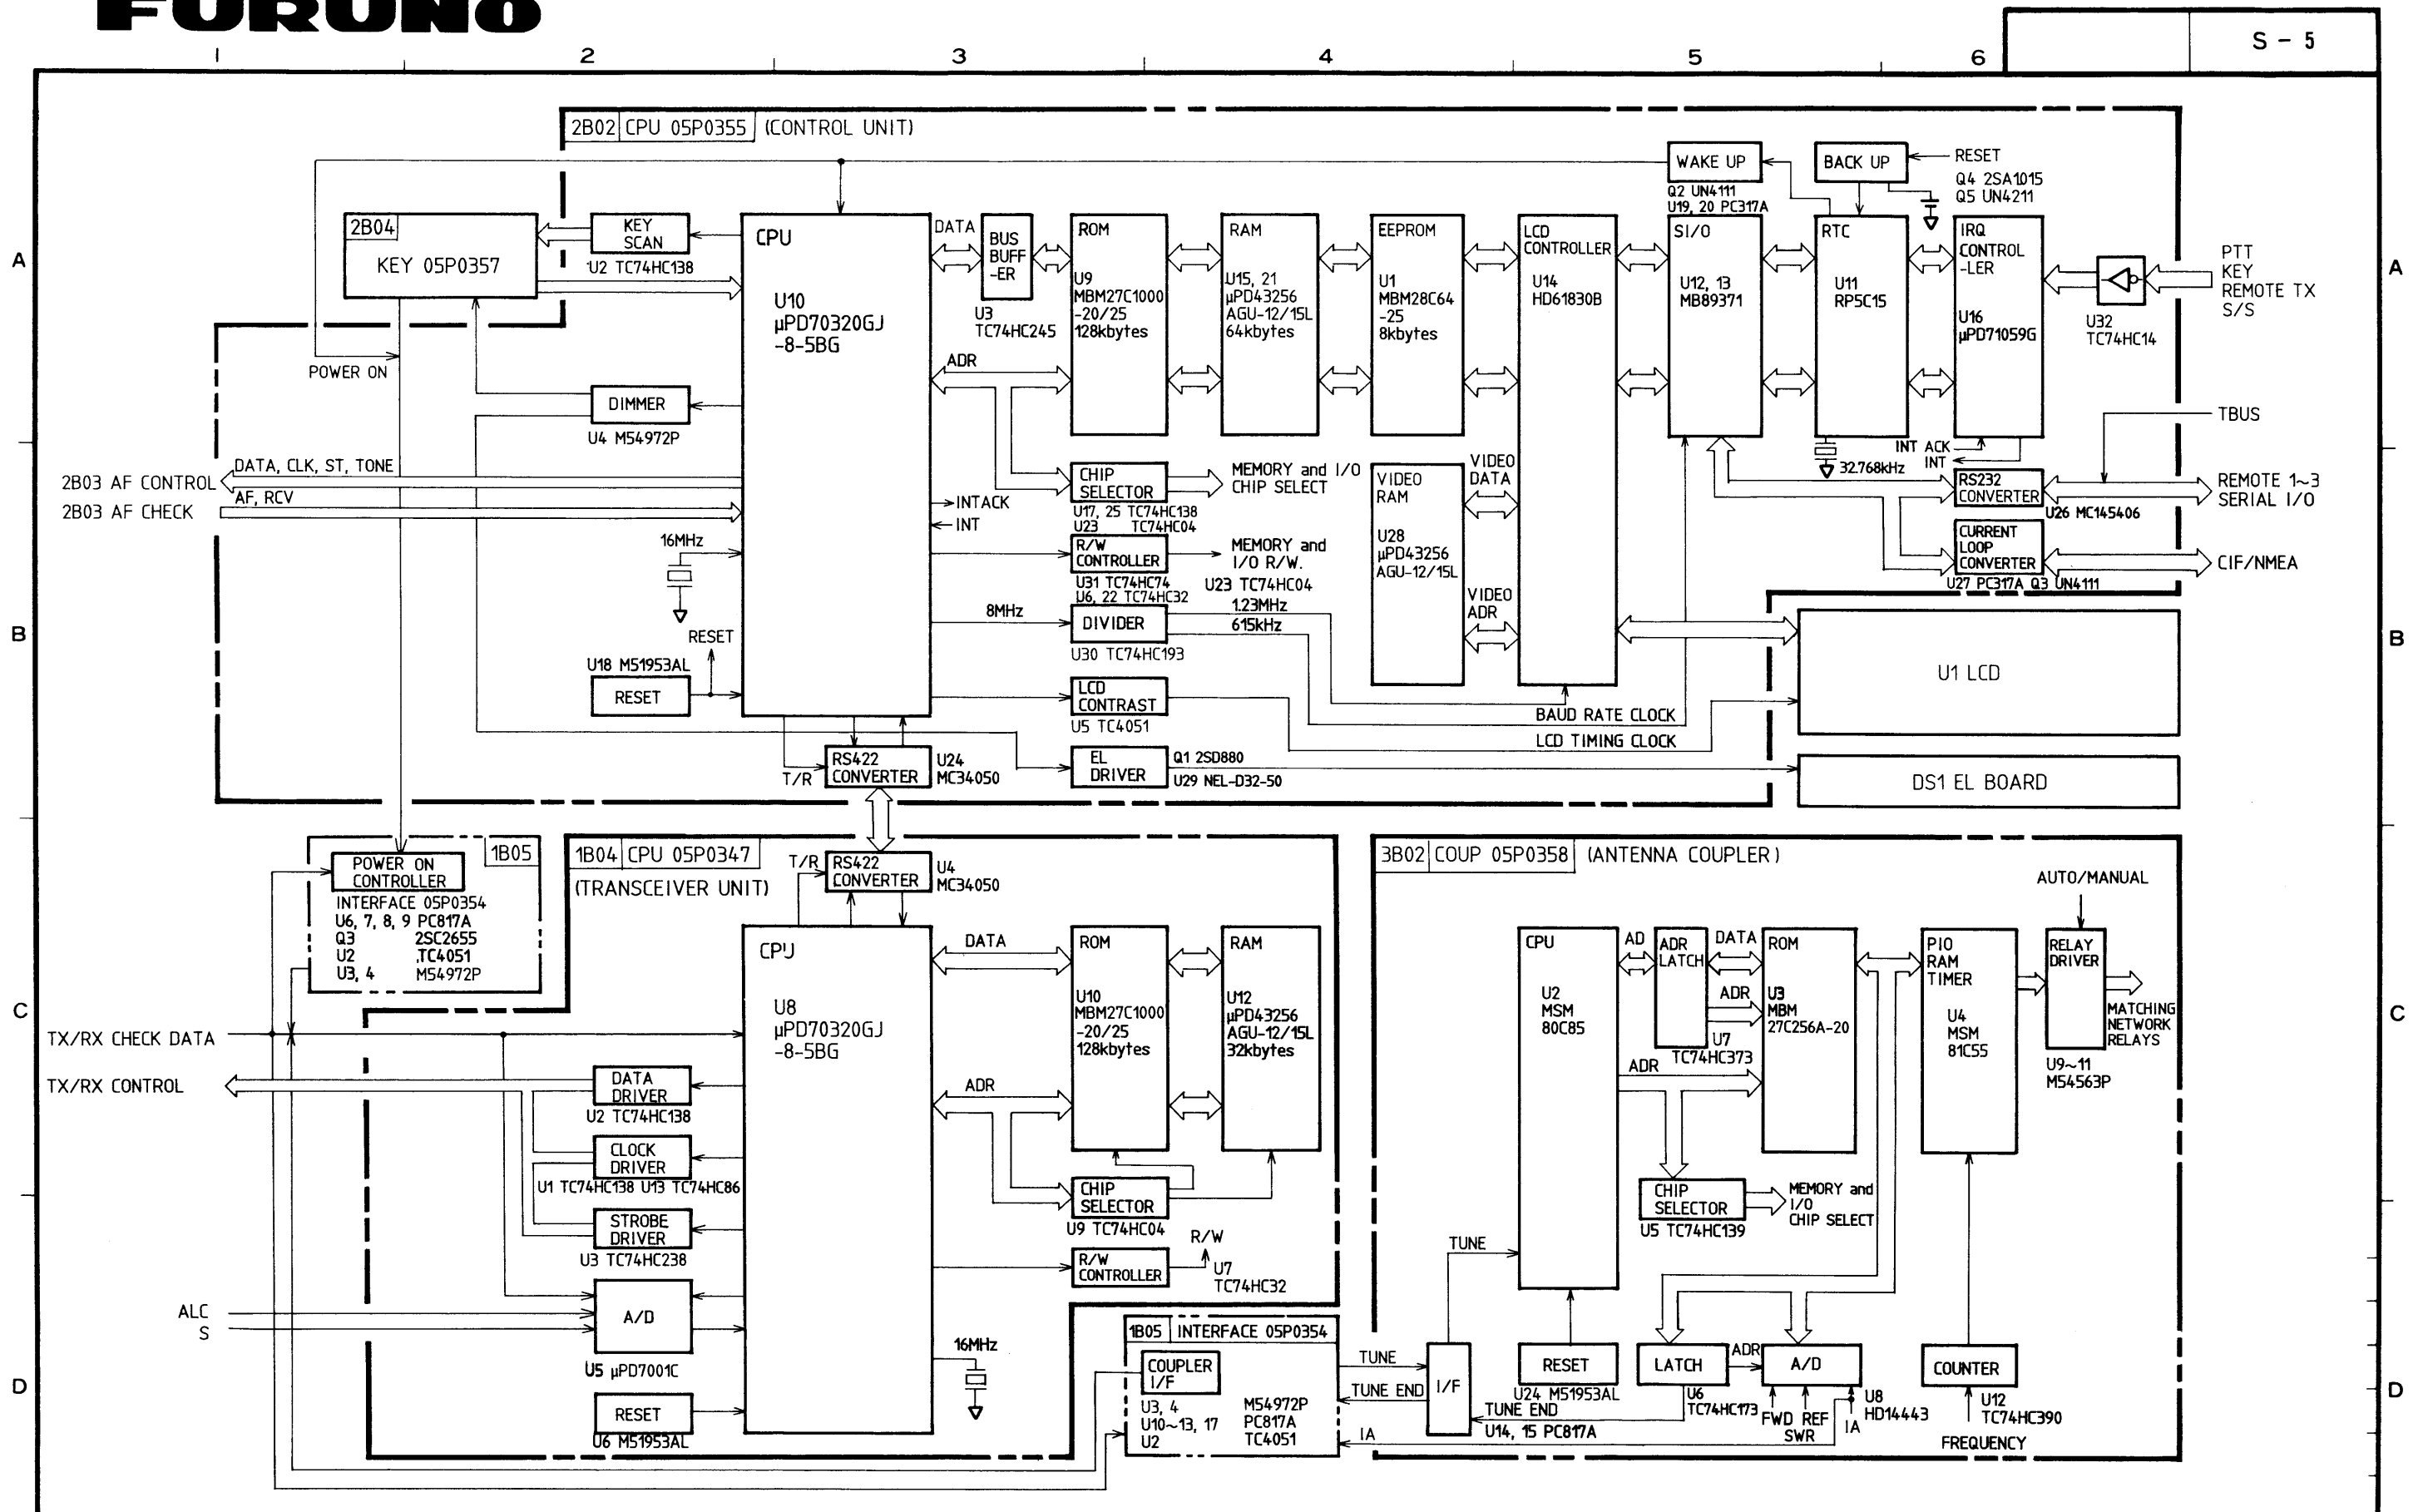 FURUNO
S - 5
1
2
3
4
5
6
2B02 CPU 05P0355 (CONTROL UNIT)
WAKE UP
Q2 UN4111
U19, 20 PC317A
BACK UP
RESET
Q4 2SA1015
Q5 UN4211
A
2B04
KEY 05P0357
KEY
SCAN
U2 TC74HC138
CPU
U10
µPD70320GJ
-8-5BG
DATA
BUS
BUFF
-ER
U3
TC74HC245
ADR
ROM
U9
MBM27C1000
-20/25
128kbytes
RAM
U15, 21
µPD43256
AGU-12/15L
64kbytes
EEPROM
U1
MBM28C64
-25
8kbytes
LCD
CONTROLLER
U14
HD61830B
SI/O
U12, 13
MB89371
RTC
U11
RP5C15
IRQ
CONTROL
-LER
U16
µPD71059G
U32
TC74HC14
PTT
KEY
REMOTE TX
S/S
A
POWER ON
DIMMER
U4 M54972P
TBUS
INT ACK
INT
32.768kHz
2B03 AF CONTROL
DATA, CLK, ST, TONE
2B03 AF CHECK
AF, RCV
INTACK
INT
CHIP
SELECTOR
U17, 25 TC74HC138
U23 TC74HC04
MEMORY and I/O
CHIP SELECT
R/W
CONTROLLER
U31 TC74HC74
U6, 22 TC74HC32
MEMORY and
I/O R/W.
U23 TC74HC04
VIDEO
RAM
U28
µPD43256
AGU-12/15L
VIDEO
DATA
VIDEO
ADR
RS232
CONVERTER
U26 MC145406
REMOTE 1~3
SERIAL I/O
CURRENT
LOOP
CONVERTER
U27 PC317A Q3 UN4111
CIF/NMEA
16MHz
B
8MHz
DIVIDER
U30 TC74HC193
1.23MHz
615kHz
B
RESET
U18 M51953AL
RESET
LCD
CONTRAST
U5 TC4051
U1 LCD
BAUD RATE CLOCK
LCD TIMING CLOCK
T/R
RS422
CONVERTER
U24
MC34050
EL
DRIVER
Q1 2SD880
U29 NEL-D32-50
DS1 EL BOARD
1B05
POWER ON
CONTROLLER
INTERFACE 05P0354
U6, 7, 8, 9 PC817A
Q3 2SC2655
U2 TC4051
U3, 4 M54972P
1B04 CPU 05P0347
(TRANSCEIVER UNIT)
T/R
RS422
CONVERTER
U4
MC34050
3B02 COUP 05P0358 (ANTENNA COUPLER)
AUTO/MANUAL
C
CPU
U8
µPD70320GJ
-8-5BG
DATA
ADR
ROM
U10
MBM27C1000
-20/25
128kbytes
RAM
U12
µPD43256
AGU-12/15L
32kbytes
CPU
U2
MSM
80C85
AD
ADR
LATCH
DATA
ADR
U7
TC74HC373
ADR
ROM
U3
MBM
27C256A-20
PIO
RAM
TIMER
U4
MSM
81C55
RELAY
DRIVER
MATCHING
NETWORK
RELAYS
U9~11
M54563P
C
TX/RX CHECK DATA
TX/RX CONTROL
DATA
DRIVER
U2 TC74HC138
CLOCK
DRIVER
U1 TC74HC138 U13 TC74HC86
STROBE
DRIVER
U3 TC74HC238
CHIP
SELECTOR
U9 TC74HC04
R/W
R/W
CONTROLLER
U7
TC74HC32
CHIP
SELECTOR
U5 TC74HC139
MEMORY and
I/O
CHIP SELECT
TUNE
ALC
S
A/D
U5 µPD7001C
16MHz
D
RESET
U6 M51953AL
1B05 INTERFACE 05P0354
COUPLER
I/F
U3, 4 M54972P
U10~13, 17 PC817A
U2 TC4051
TUNE
TUNE END
IA
I/F
TUNE END
U14, 15 PC817A
RESET
U24 M51953AL
LATCH
U6
TC74HC173
ADR
A/D
FWD REF
SWR
IA
U8
HD14443
COUNTER
U12
TC74HC390
FREQUENCY
D